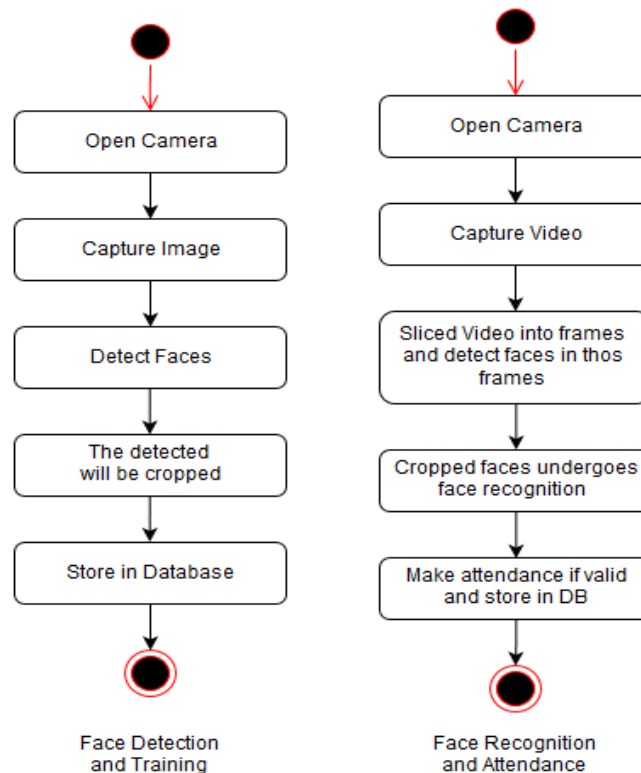 Open Camera
Capture Image
Detect Faces
The detected
will be cropped
Store in Database
Face Detection
and Training
Open Camera
Capture Video
Sliced Video into frames
and detect faces in thos
frames
Cropped faces undergoes
face recognition
Make attendance if valid
and store in DB
Face Recognition
and Attendance